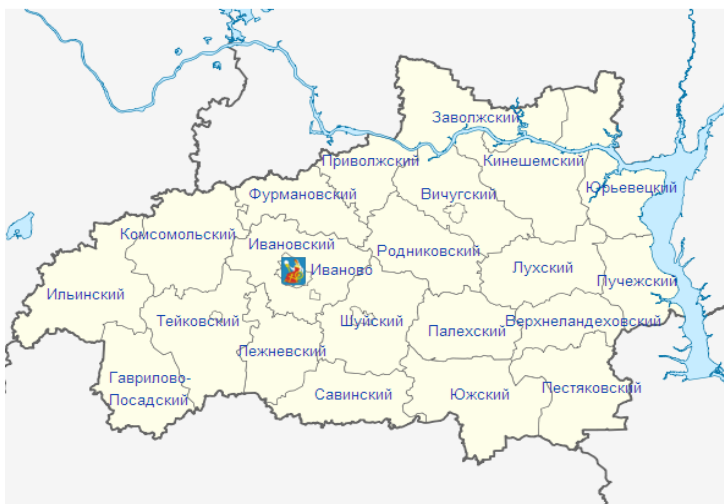 Заволжский
Приволжский
Кинешемский
Фурмановский
Вичугский
Юрьевецкий
Комсомольский
Ивановский
Родниковский
Иваново
Лухский
Пучежский
Ильинский
Тейковский
Шуйский
Палехский
Верхнеландеховский
Лежневский
Гаврилово-
Посадский
Савинский
Южский
Пестяковский